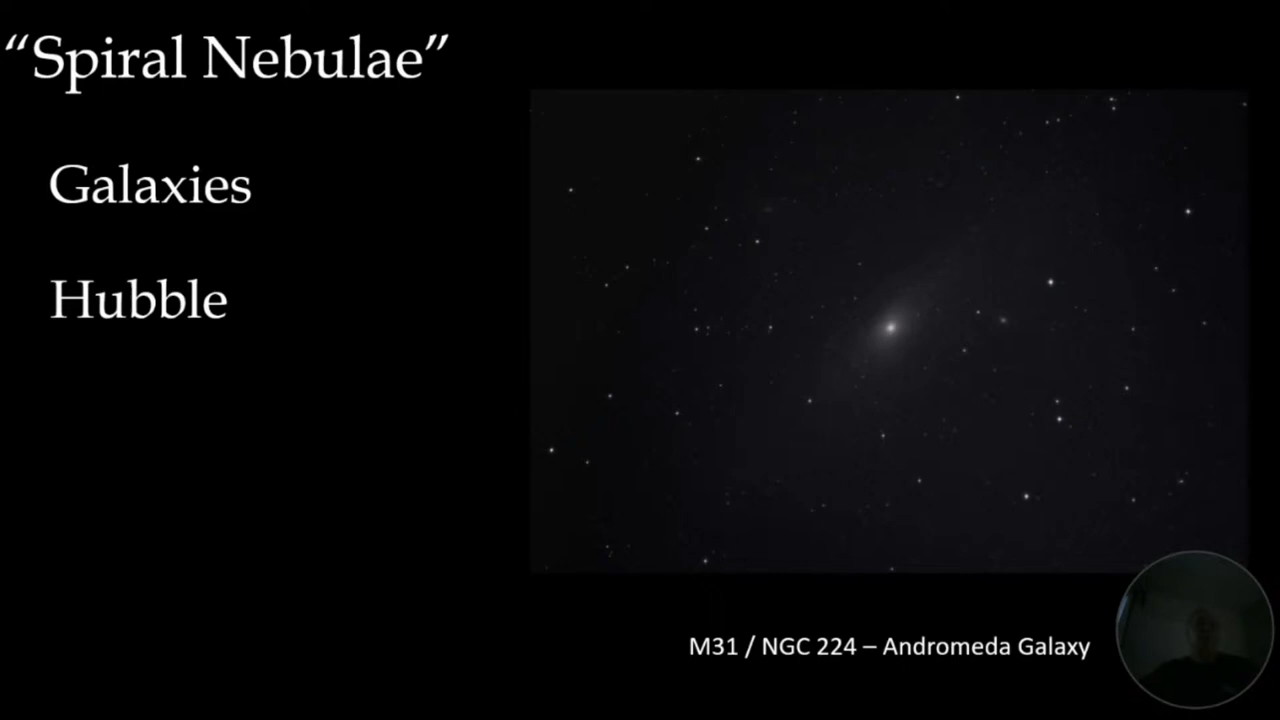 “Spiral Nebulae”
Galaxies
Hubble
M31 / NGC 224 – Andromeda Galaxy